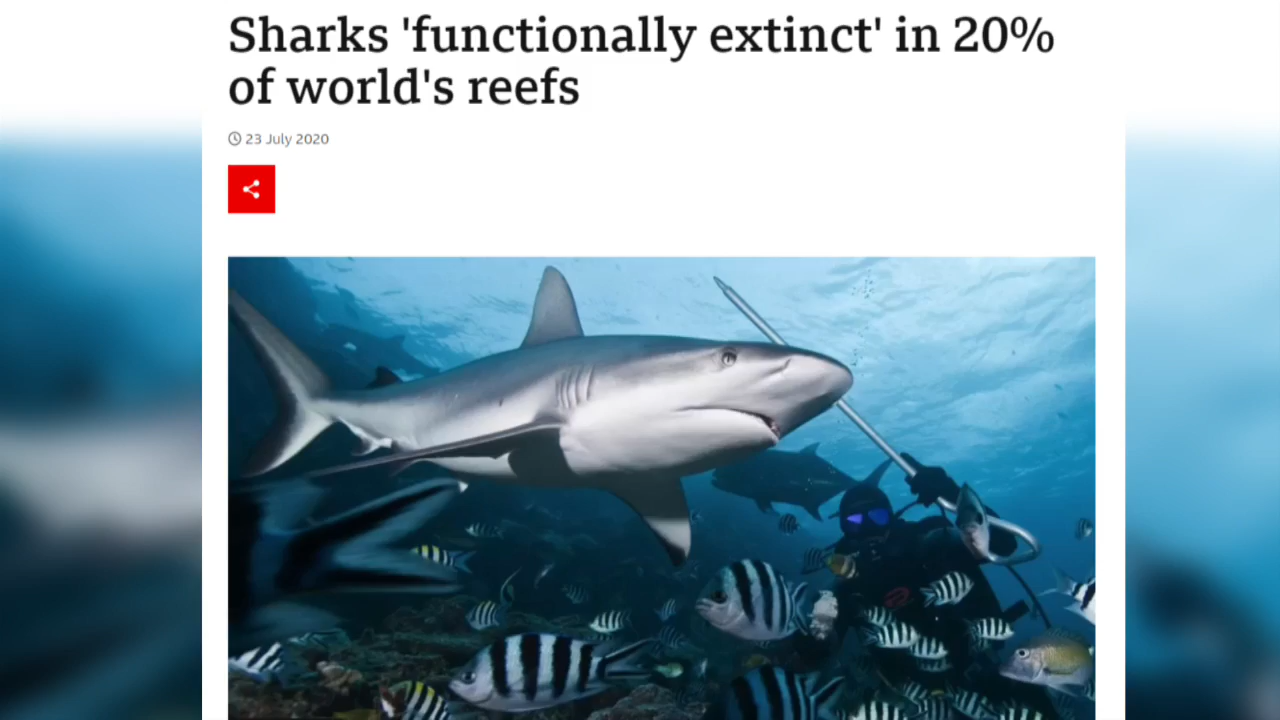 Sharks 'functionally extinct' in 20%
of world's reefs
23 July 2020